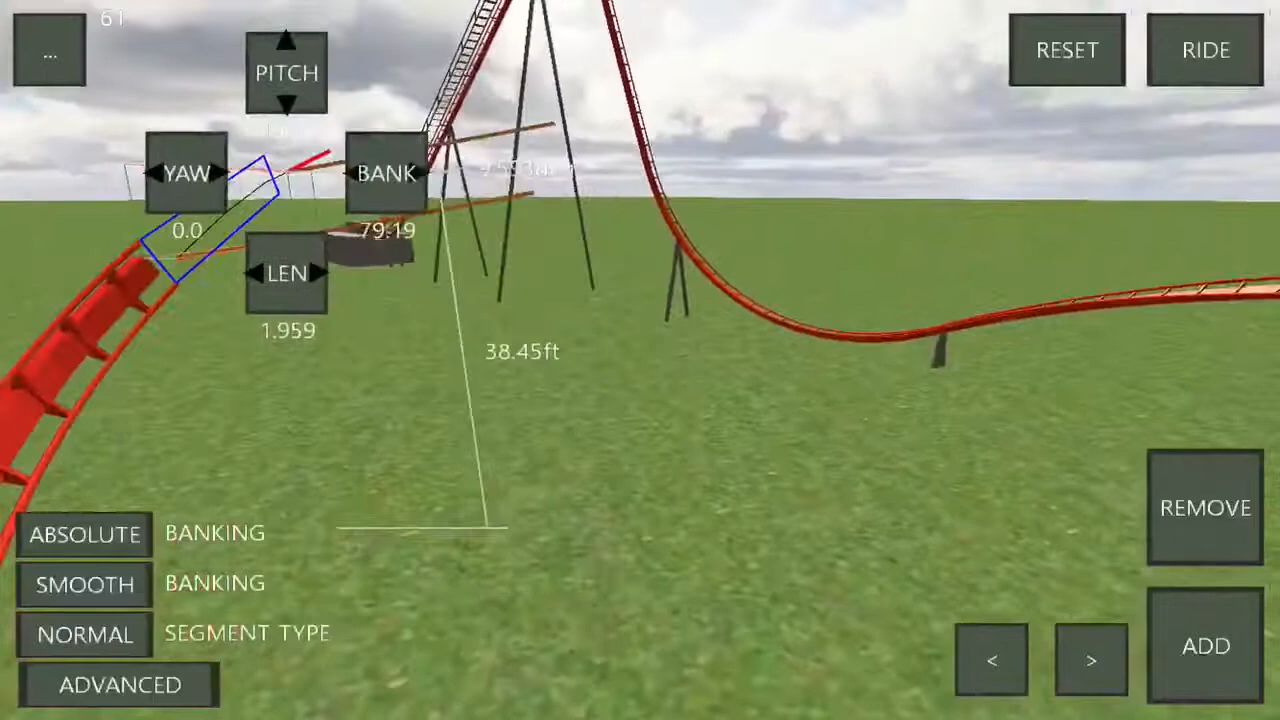 61
...
PITCH
RESET
RIDE
YAW
BANK
0.0
79.19
LEN
1.959
38.45ft
REMOVE
ABSOLUTE BANKING
SMOOTH BANKING
NORMAL SEGMENT TYPE
ADVANCED
<
>
ADD